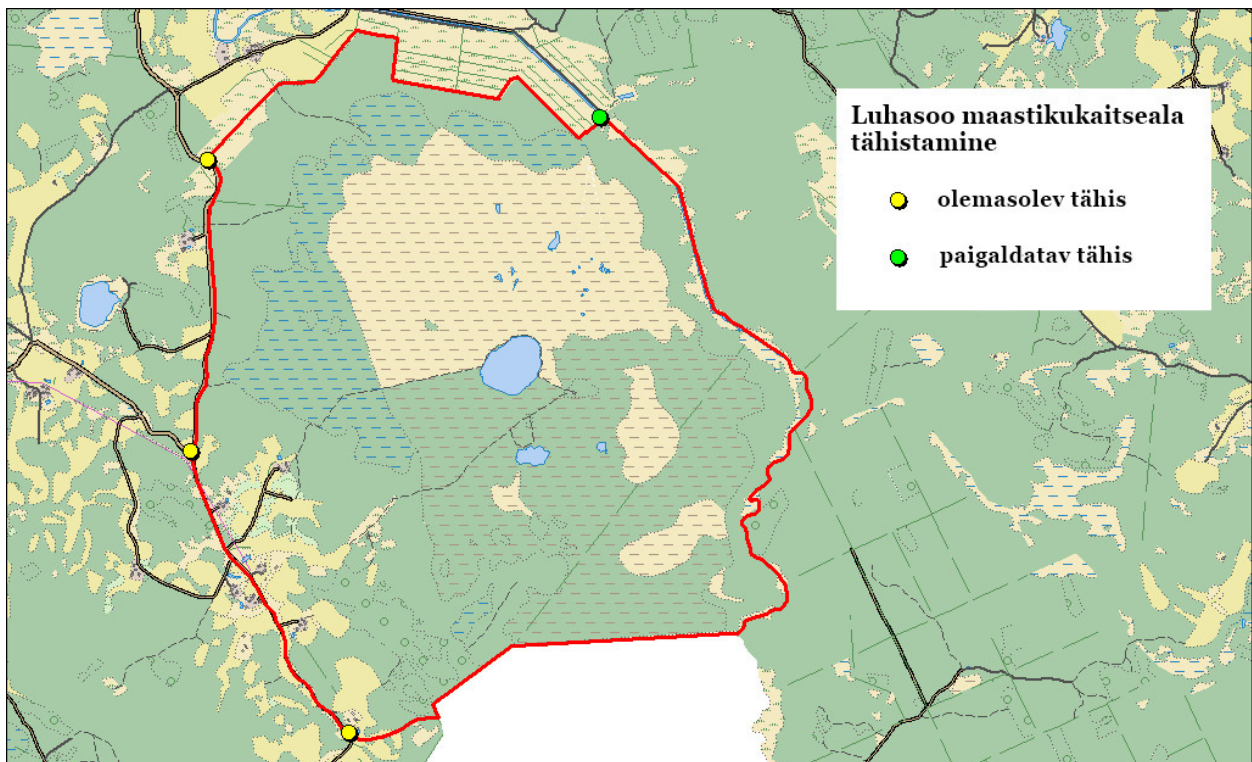 Luhasoo maastikukaitseala
tähistamine
olemasolev tähis
paigaldatav tähis